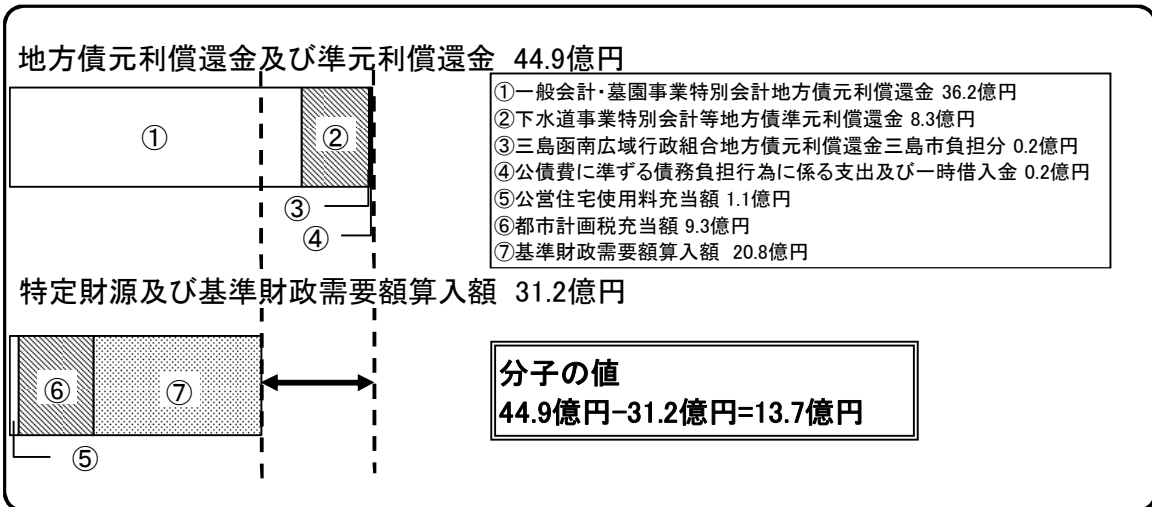 地方債元利償還金及び準元利償還金 44.9億円
①
②
③
④
①一般会計・墓園事業特別会計地方債元利償還金 36.2億円
②下水道事業特別会計等地方債準元利償還金 8.3億円
③三島函南広域行政組合地方債元利償還金三島市負担分 0.2億円
④公債費に準ずる債務負担行為に係る支出及び一時借入金 0.2億円
⑤公営住宅使用料充当額 1.1億円
⑥都市計画税充当額 9.3億円
⑦基準財政需要額算入額 20.8億円
特定財源及び基準財政需要額算入額 31.2億円
⑥
⑦
⑤
分子の値
44.9億円-31.2億円=13.7億円